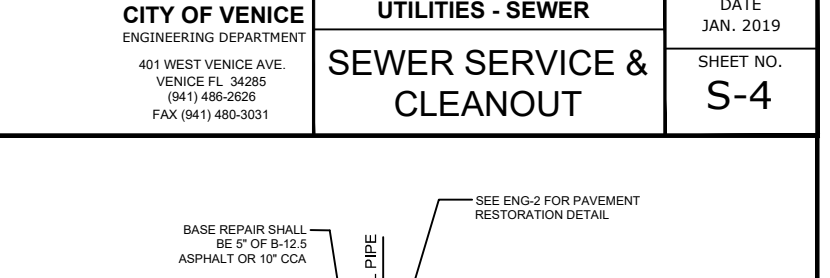 CITY OF VENICE
ENGINEERING DEPARTMENT
401 WEST VENICE AVE.
VENICE FL 34285
(941) 486-2626
FAX (941) 480-3031
UTILITIES - SEWER
SEWER SERVICE &
CLEANOUT
DATE
JAN. 2019
SHEET NO.
S-4
SEE ENG-2 FOR PAVEMENT
RESTORATION DETAIL
BASE REPAIR SHALL
BE 5" OF B-12.5
ASPHALT OR 10" CCA
PIPE